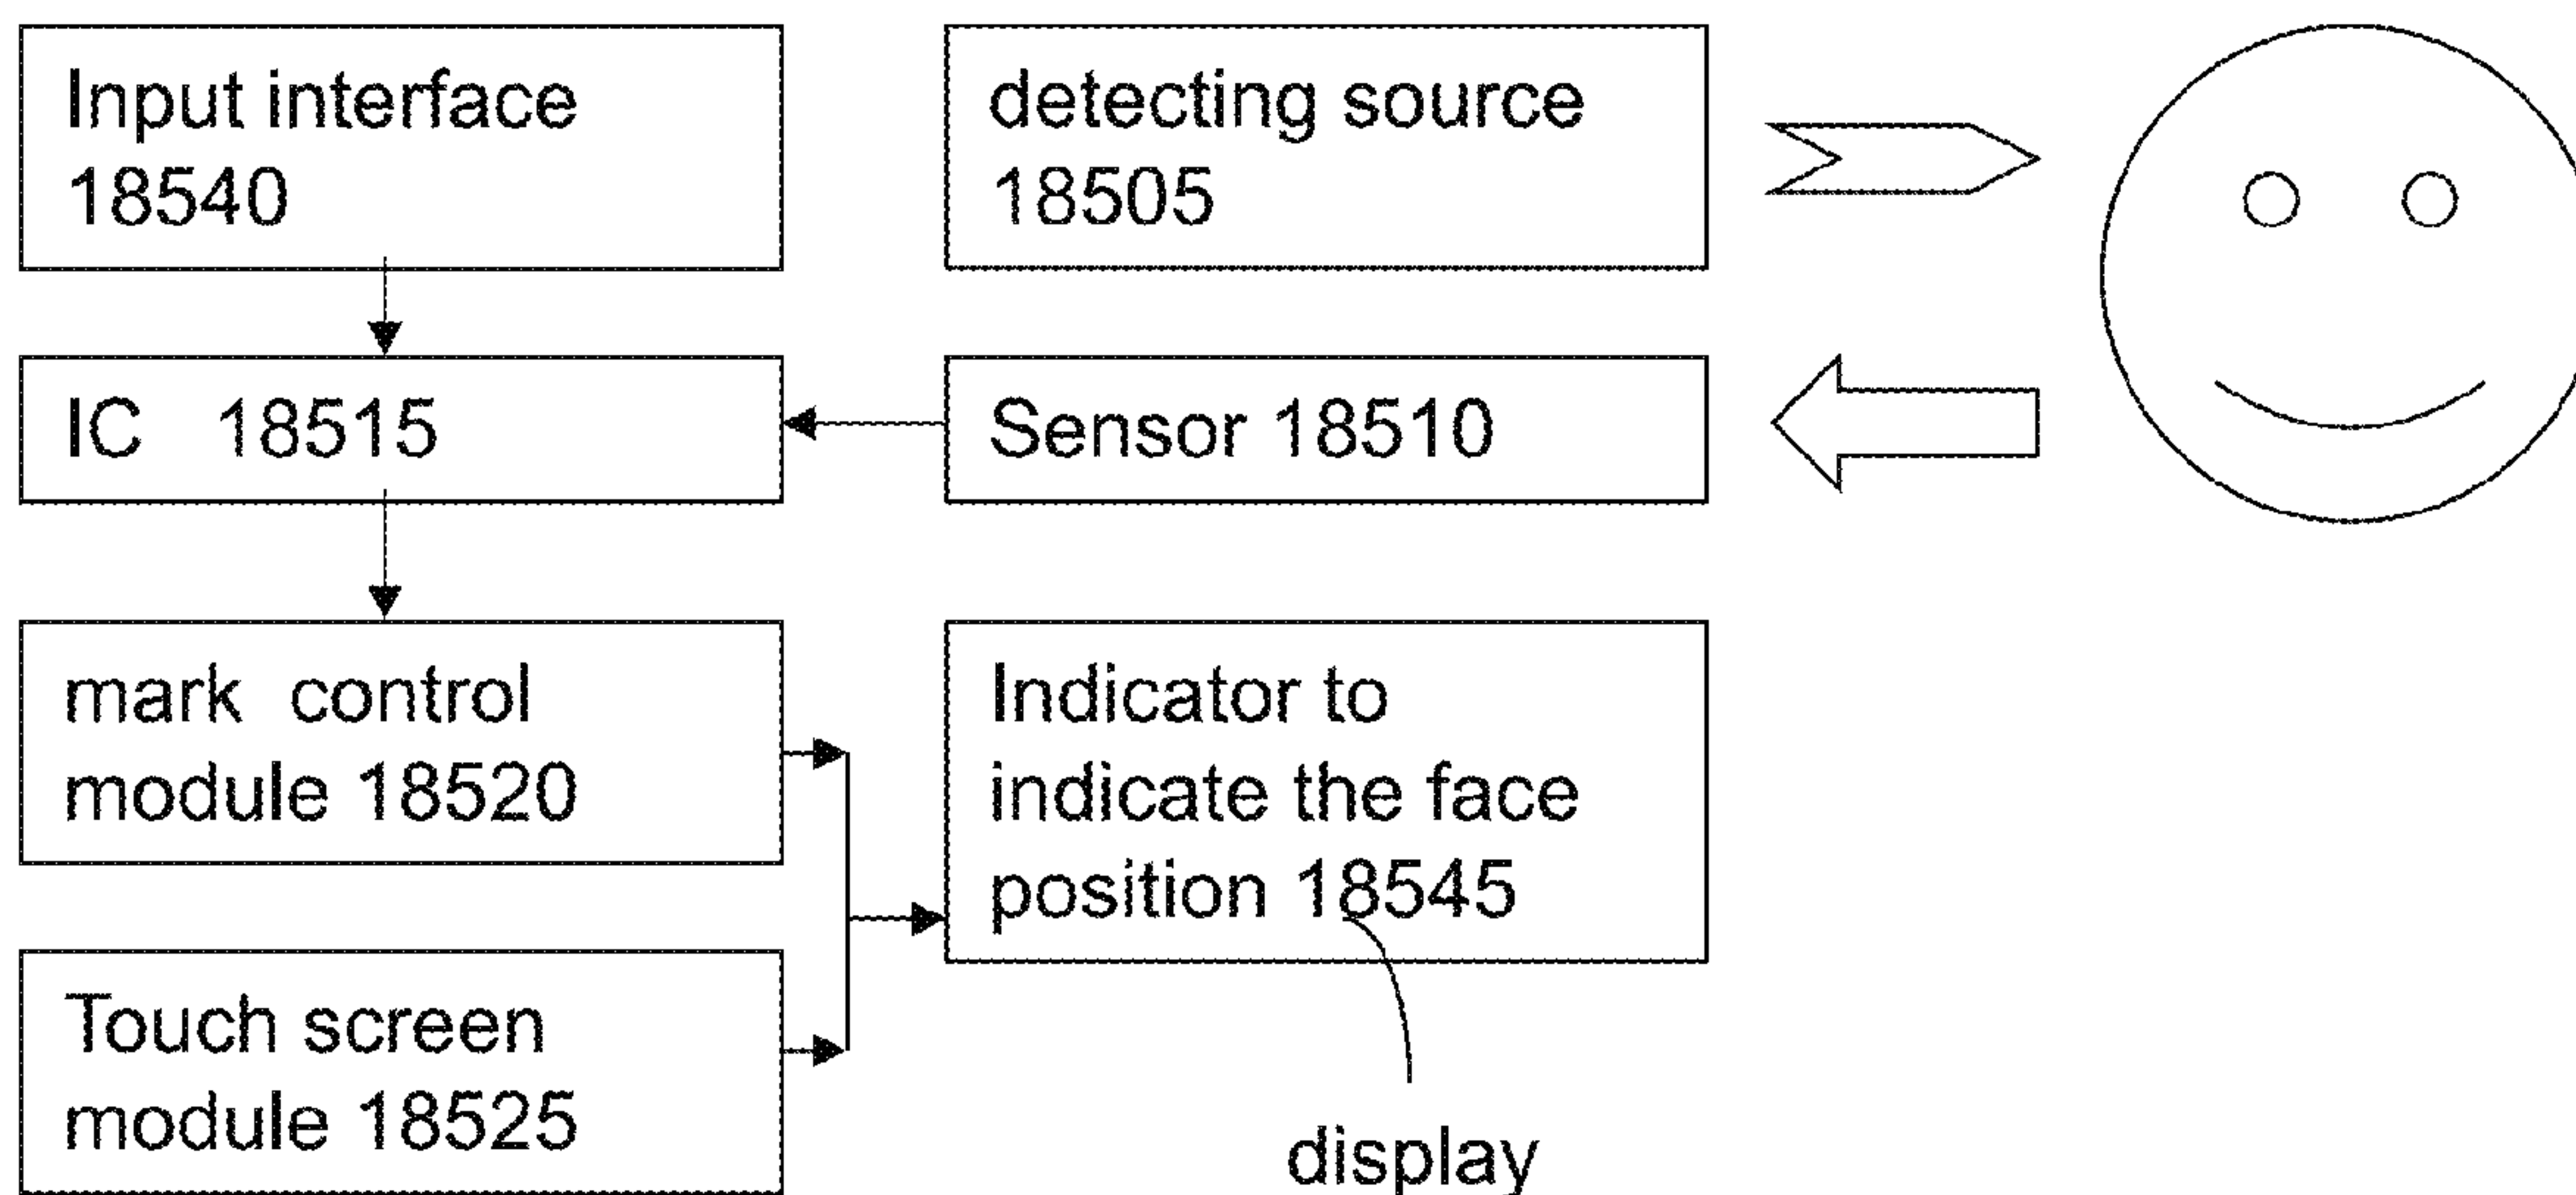 Input interface
18540
detecting source
18505
IC 18515
Sensor 18510
mark control
module 18520
Indicator to
indicate the face
position 18545
Touch screen
module 18525
display